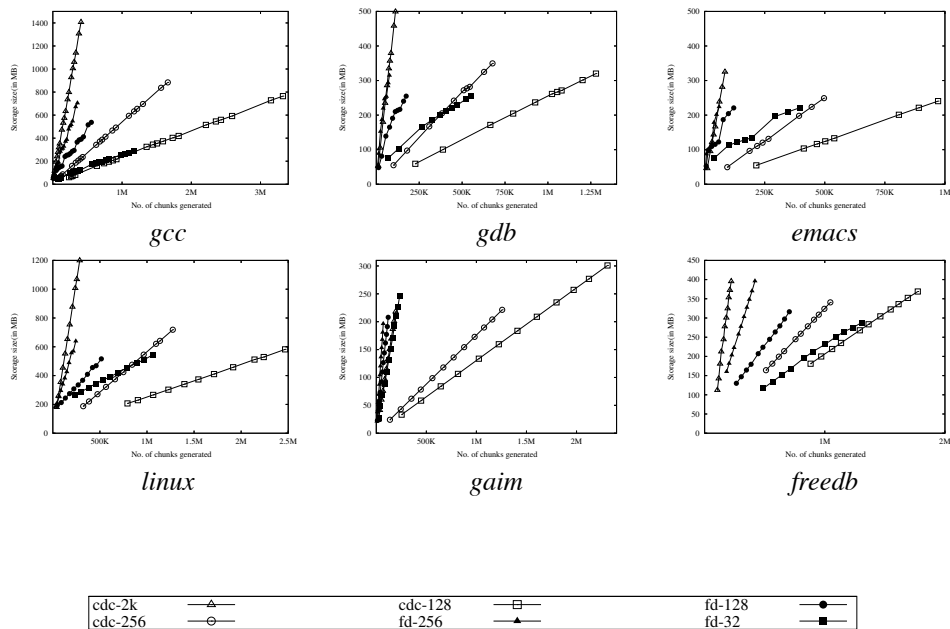 1400
1200
1000
800
600
400
200
0
Storage size(in MB)
1M
3M
No. of chunks generated
gcc
500
400
300
200
100
0
Storage size(in MB)
250K
500K
750K
1M
1.25M
No. of chunks generated
gdb
500
400
300
200
100
0
Storage size(in MB)
250K
750K
1M
No. of chunks generated
emacs
1200
1000
800
600
400
200
0
Storage size(in MB)
500K
1M
2M
2.5M
No. of chunks generated
linux
300
250
200
150
100
50
0
Storage size(in MB)
500K
1M
2M
No. of chunks generated
gaim
450
400
350
300
250
200
150
100
50
0
Storage size(in MB)
1M
2M
No. of chunks generated
freedb
cdc-2k
cdc-128
fd-128
cdc-256
fd-256
fd-32